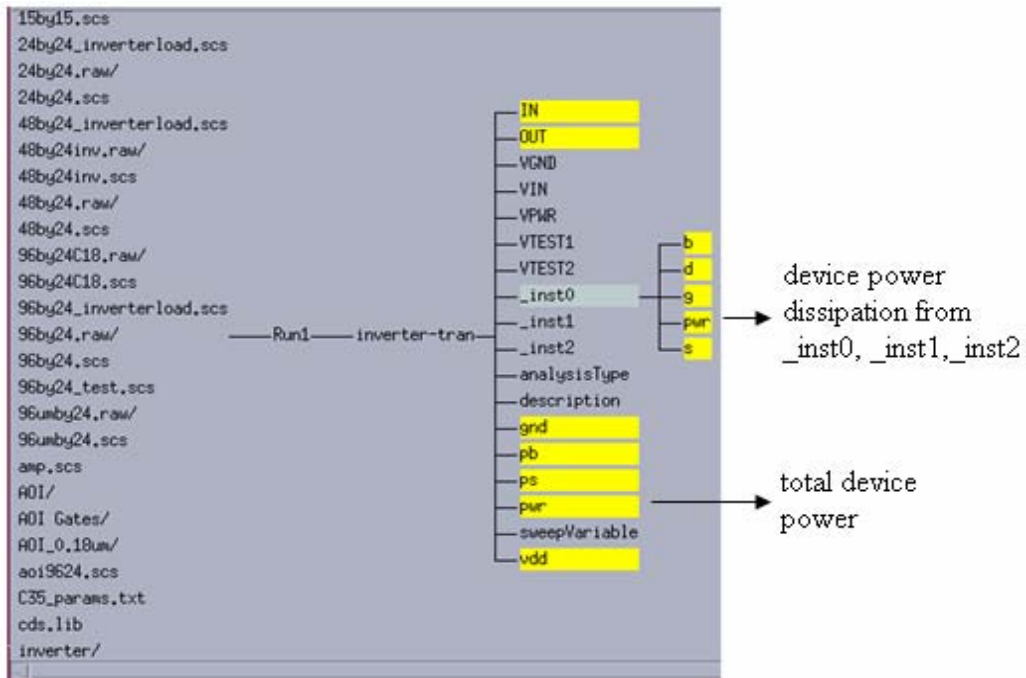 15by15.scs
24by24_inverterload.scs
24by24.raw/
24by24.scs
48by24_inverterload.scs
48by24inv.raw/
48by24inv.scs
48by24.raw/
48by24.scs
96by24C18.raw/
96by24C18.scs
96by24_inverterload.scs
96by24.raw/
96by24.scs
96by24_test.scs
96umby24.raw/
96umby24.scs
amp.scs
AOI/
AOI Gates/
AOI_0.18um/
aoi9624.scs
C35_params.txt
cds.lib
inverter/
Run1
inverter-tran
IN
OUT
VGND
VIN
VPWR
VTEST1
VTEST2
_inst0
_inst1
_inst2
analysisType
description
gnd
pb
ps
pwr
sweepVariable
vdd
b
d
g
pwr
s
device power
dissipation from
_inst0, _inst1,_inst2
total device
power